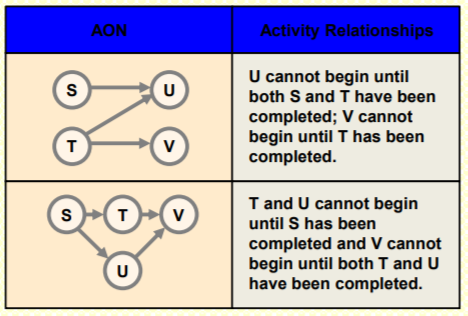 AON
Activity Relationships
S
U
T
V
U cannot begin until
both S and T have been
completed; V cannot
begin until T has been
completed.
S
T
V
U
T and U cannot begin
until S has been
completed and V cannot
begin until both T and U
have been completed.